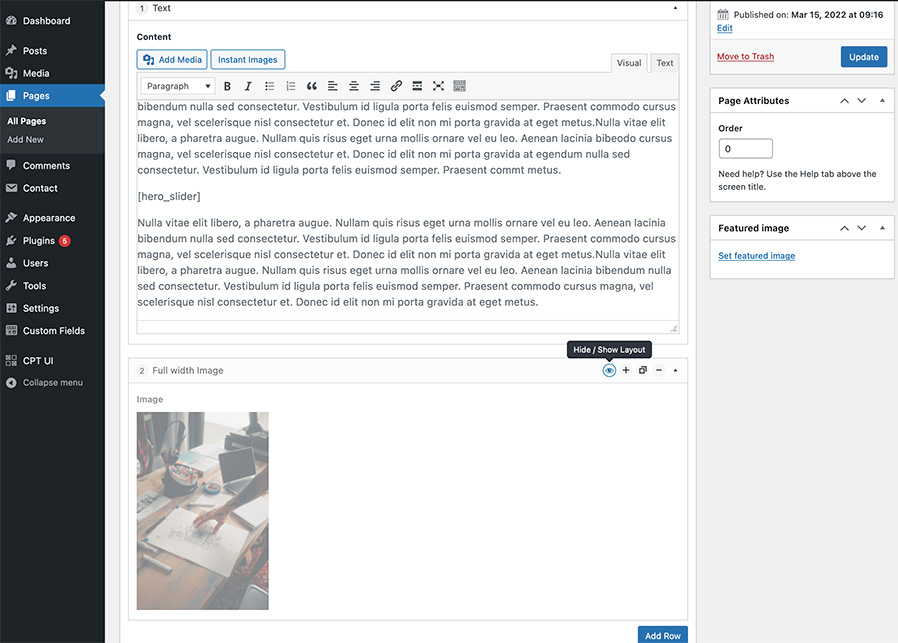 Dashboard
Posts
Media
Pages
All Pages
Add New
Comments
Contact
Appearance
Plugins 5
Users
Tools
Settings
Custom Fields
CPT UI
Collapse menu
1 Text
Content
Add Media Instant Images
Visual Text
Paragraph B I
bibendum nulla sed consectetur. Vestibulum id ligula porta felis euismod semper. Praesent commodo cursus
magna, vel scelerisque nisl consectetur et. Donec id elit non mi porta gravida at eget metus.Nulla vitae elit
libero, a pharetra augue. Nullam quis risus eget urna mollis ornare vel eu leo. Aenean lacinia bibeodo cursus
magna, vel scelerisque nisl consectetur et. Donec id elit non mi porta gravida at egendum nulla sed
consectetur. Vestibulum id ligula porta felis euismod semper. Praesent commt metus.
[hero_slider]
Nulla vitae elit libero, a pharetra augue. Nullam quis risus eget urna mollis ornare vel eu leo. Aenean lacinia
bibendum nulla sed consectetur. Vestibulum id ligula porta felis euismod semper. Praesent commodo cursus
magna, vel scelerisque nisl consectetur et. Donec id elit non mi porta gravida at eget metus.Nulla vitae elit
libero, a pharetra augue. Nullam quis risus eget urna mollis ornare vel eu leo. Aenean lacinia bibendum nulla
sed consectetur. Vestibulum id ligula porta felis euismod semper. Praesent commodo cursus magna, vel
scelerisque nisl consectetur et. Donec id elit non mi porta gravida at eget metus.
Hide / Show Layout
2 Full width Image
Image
Add Row
Published on: Mar 15, 2022 at 09:16
Edit
Move to Trash Update
Page Attributes
Order
0
Need help? Use the Help tab above the
screen title.
Featured image
Set featured image